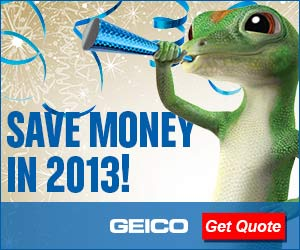 SAVE MONEY
IN 2013!
GEICO
Get Quote